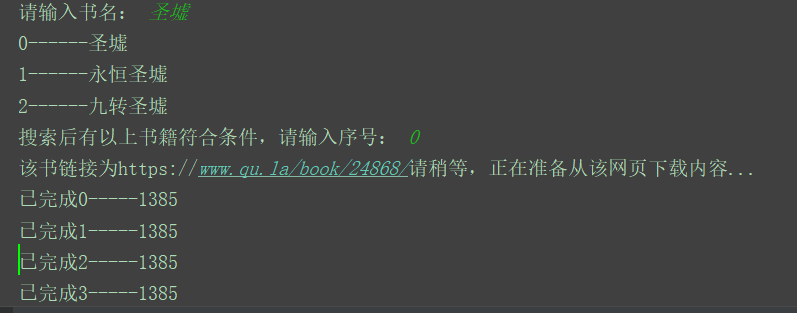 请输入书名： 圣墟
0------圣墟
1------永恒圣墟
2------九转圣墟
搜索后有以上书籍符合条件，请输入序号： 0
该书链接为https://www.qu.la/book/24868/请稍等，正在准备从该网页下载内容...
已完成0-----1385
已完成1-----1385
已完成2-----1385
已完成3-----1385